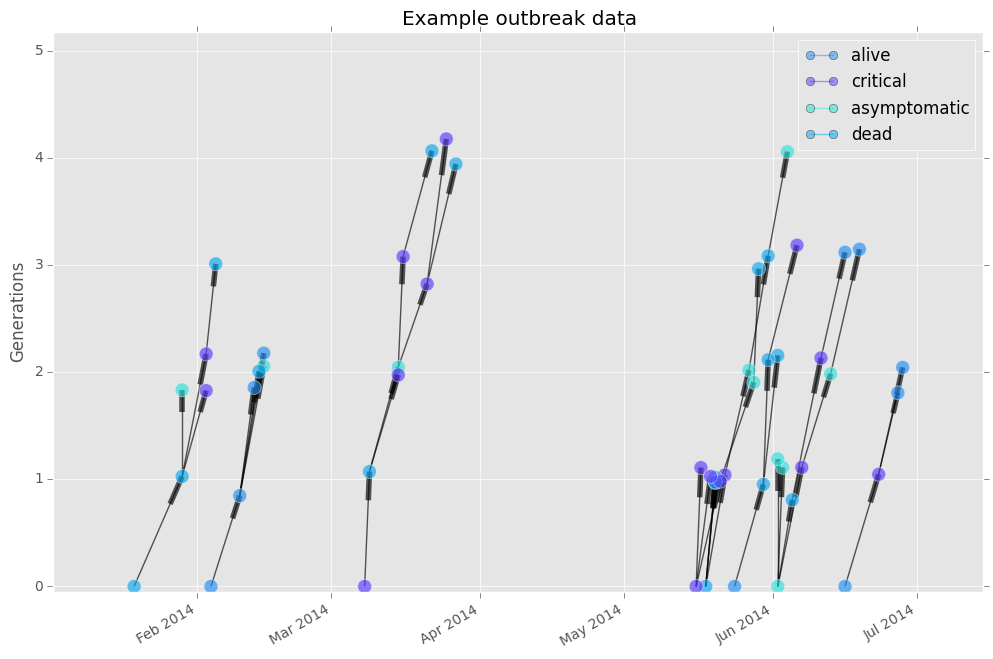 Example outbreak data
alive
critical
asymptomatic
dead
Generations
5
4
3
2
1
0
Feb 2014
Mar 2014
Apr 2014
May 2014
Jun 2014
Jul 2014